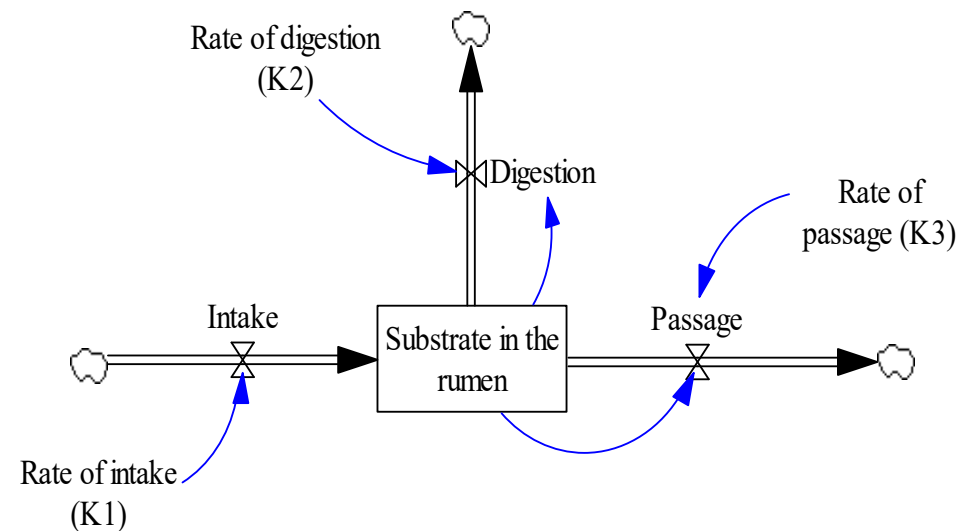 Rate of digestion
(K2)
Digestion
Rate of
passage (K3)
Intake
Substrate in the
rumen
Passage
Rate of intake
(K1)